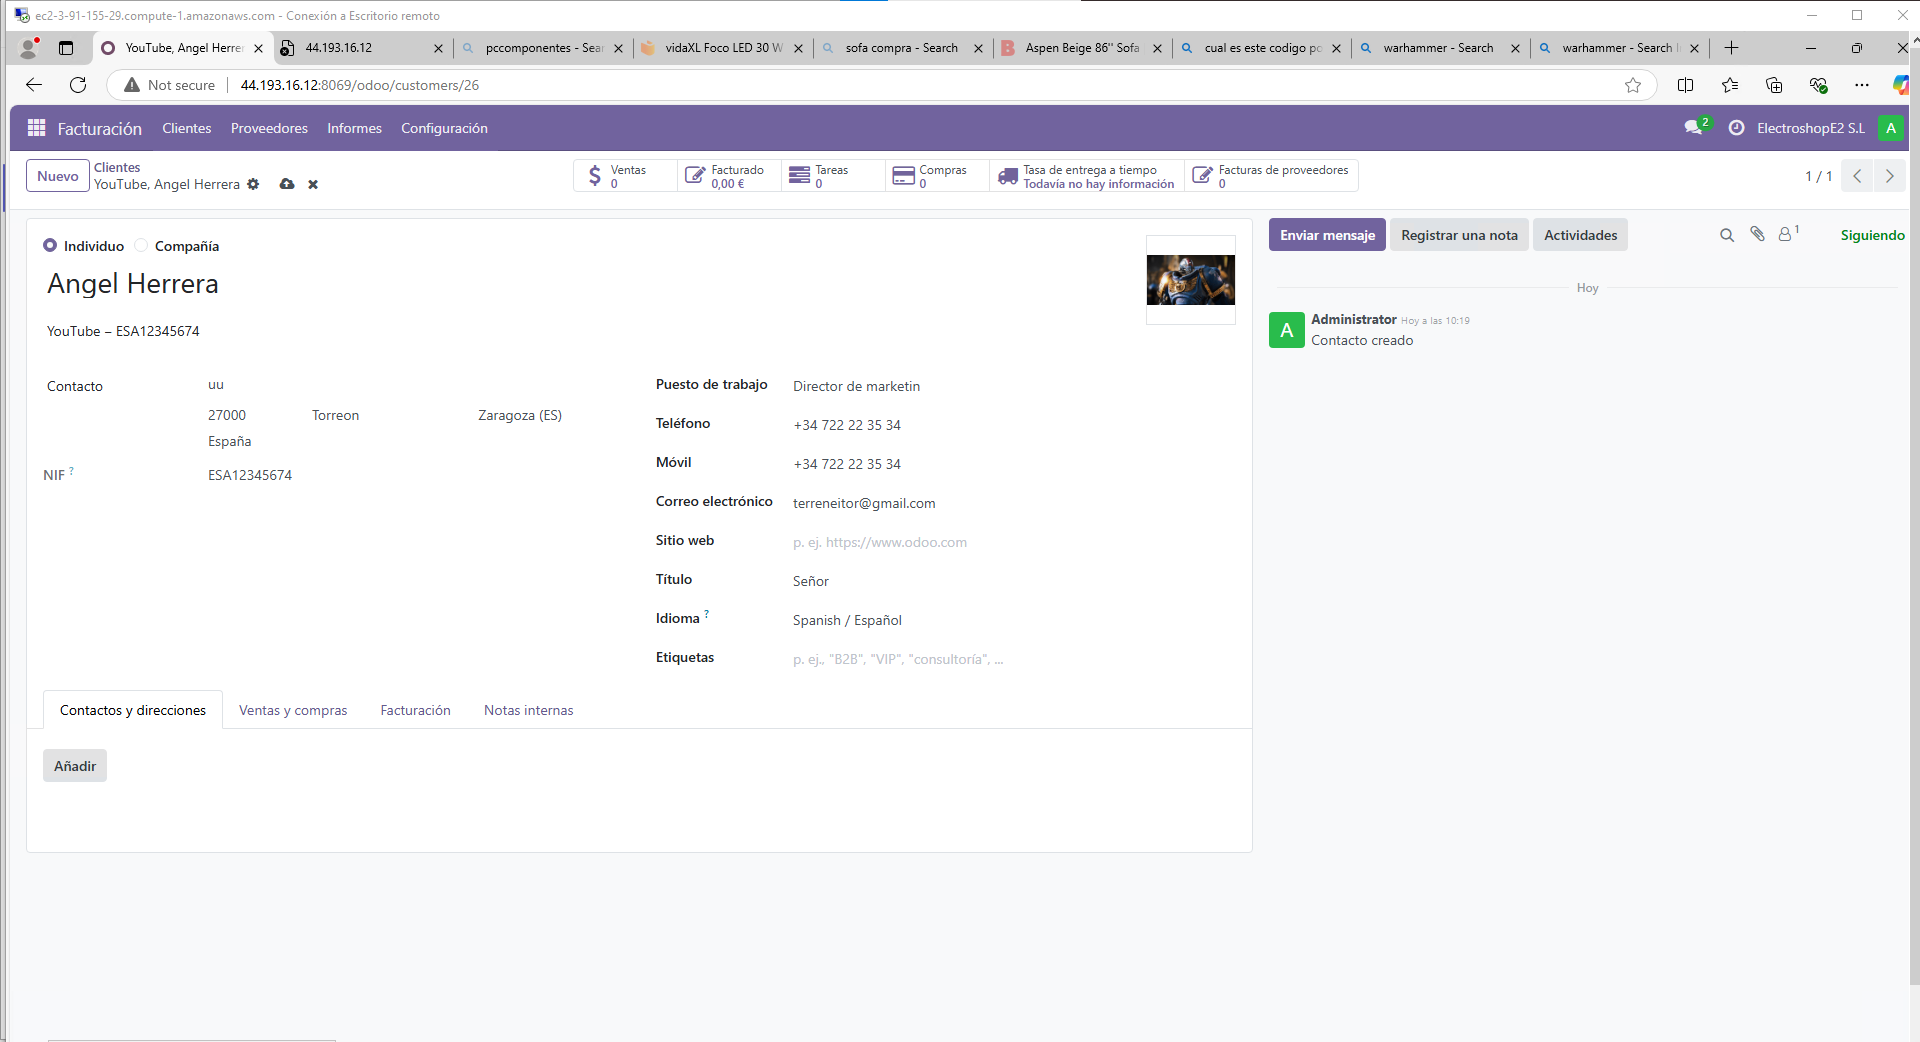 ec2-3-91-155-29.compute-1.amazonaws.com - Conexión a Escritorio remoto
YouTube, Angel Herrer
44.193.16.12
pccomponentes - Sear
vidaXL Foco LED 30 W
sofa compra - Search
Aspen Beige 86" Sofa
cual es este codigo po
warhammer - Search
warhammer - Search I
Not secure
44.193.16.12:8069/odoo/customers/26
Facturación
Clientes
Proveedores
Informes
Configuración
2
ElectroshopE2 S.L
A
Nuevo
Clientes
YouTube, Angel Herrera
Ventas
0
Facturado
0,00 €
Tareas
0
Compras
0
Tasa de entrega a tiempo
Todavía no hay información
Facturas de proveedores
0
1 / 1
Individuo
Compañía
Angel Herrera
YouTube – ESA12345674
Contacto
uu
27000
Torreon
Zaragoza (ES)
España
NIF ?
ESA12345674
Puesto de trabajo
Director de marketin
Teléfono
+34 722 22 35 34
Móvil
+34 722 22 35 34
Correo electrónico
terreneitor@gmail.com
Sitio web
p. ej. https://www.odoo.com
Título
Señor
Idioma ?
Spanish / Español
Etiquetas
p. ej., "B2B", "VIP", "consultoría", ...
Contactos y direcciones
Ventas y compras
Facturación
Notas internas
Añadir
Enviar mensaje
Registrar una nota
Actividades
1
Siguiendo
Hoy
A
Administrator Hoy a las 10:19
Contacto creado